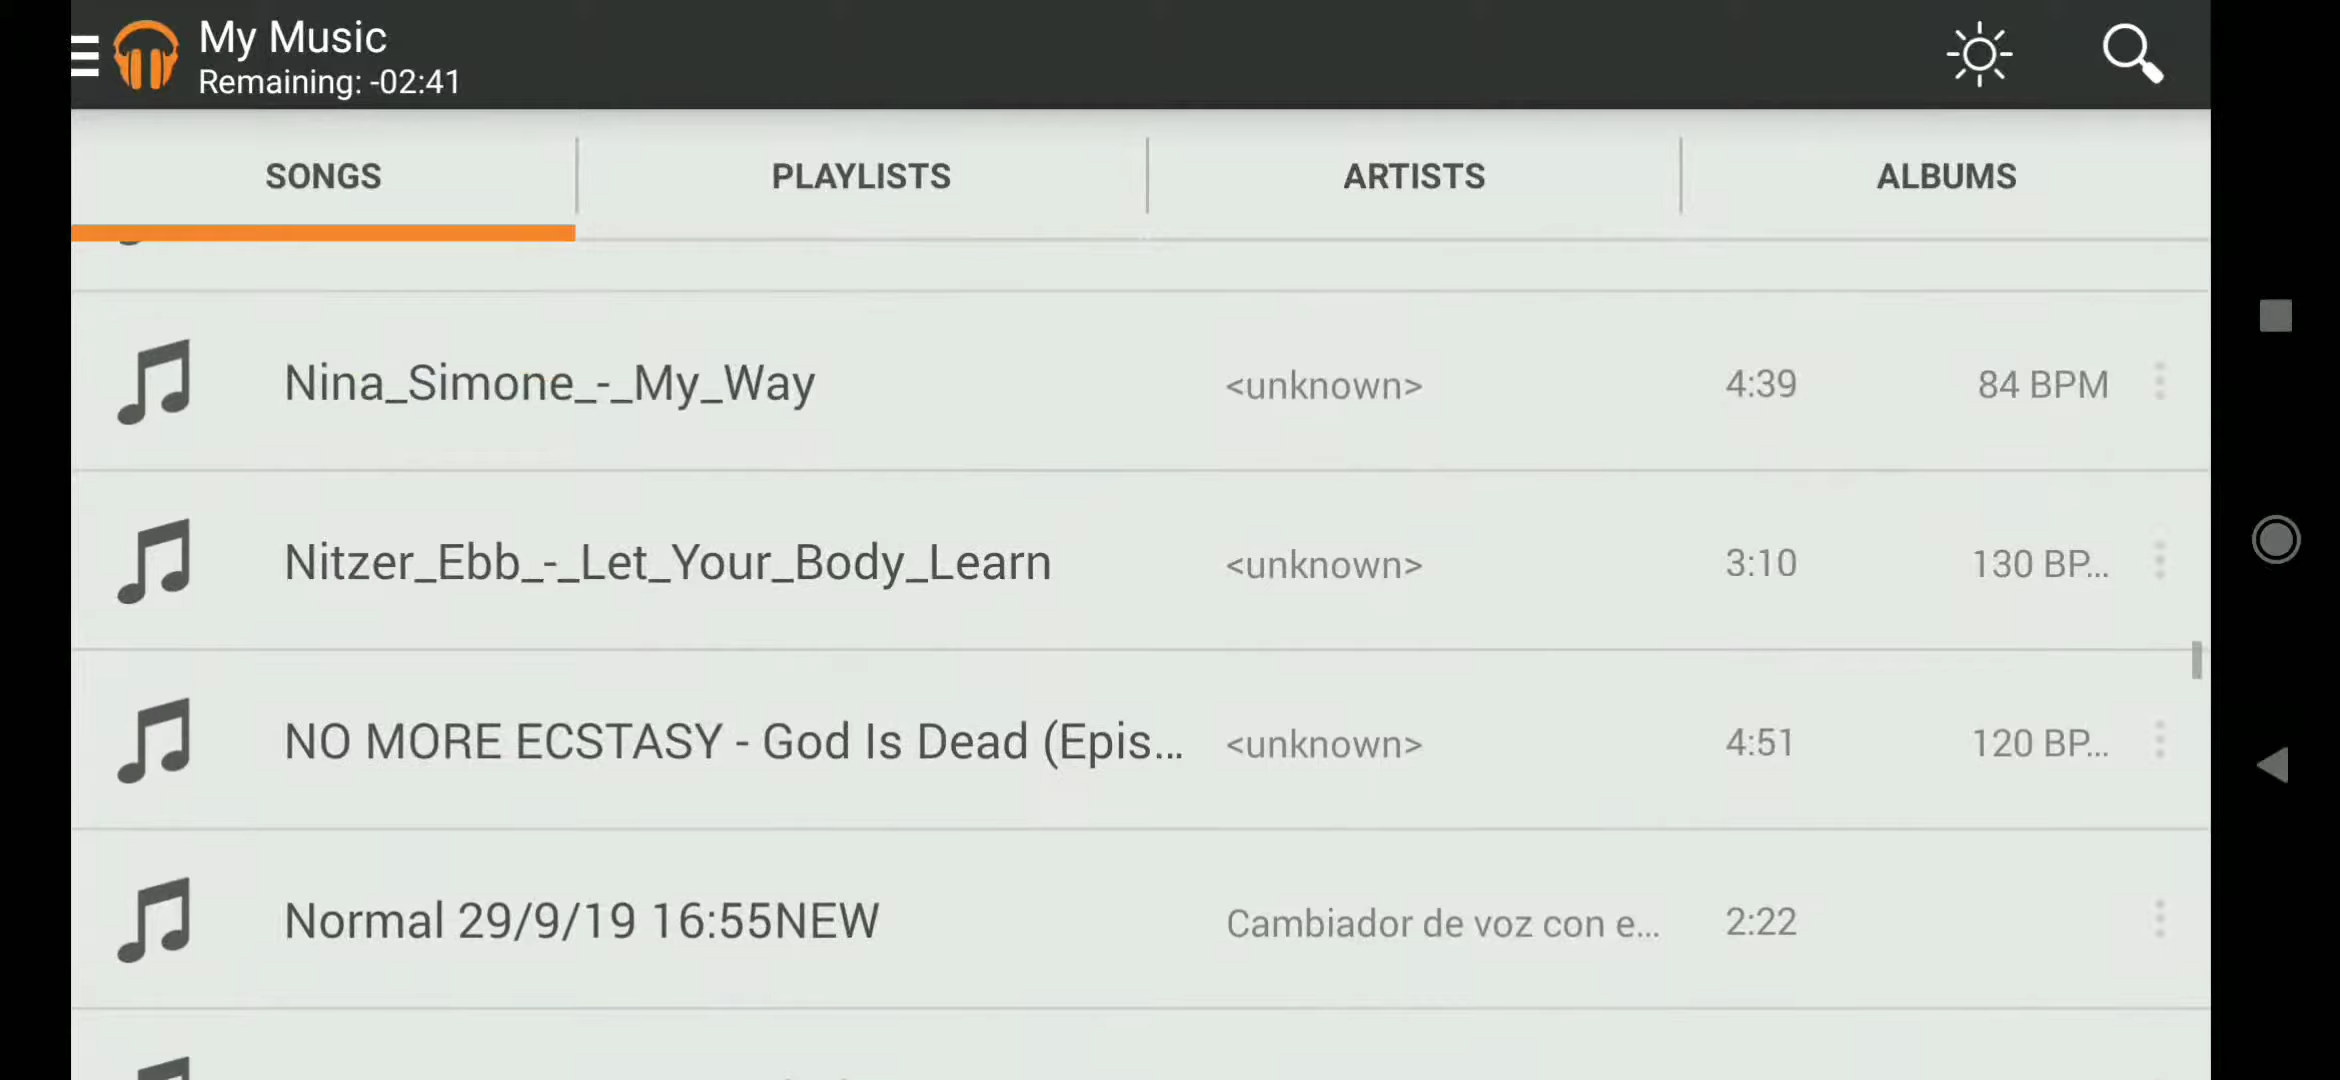 My Music
Remaining: -02:41
SONGS PLAYLISTS ARTISTS ALBUMS
Nina_Simone_-_My_Way <unknown> 4:39 84 BPM
Nitzer_Ebb_-_Let_Your_Body_Learn <unknown> 3:10 130 BP...
NO MORE ECSTASY - God Is Dead (Epis... <unknown> 4:51 120 BP...
Normal 29/9/19 16:55NEW Cambiador de voz con e... 2:22